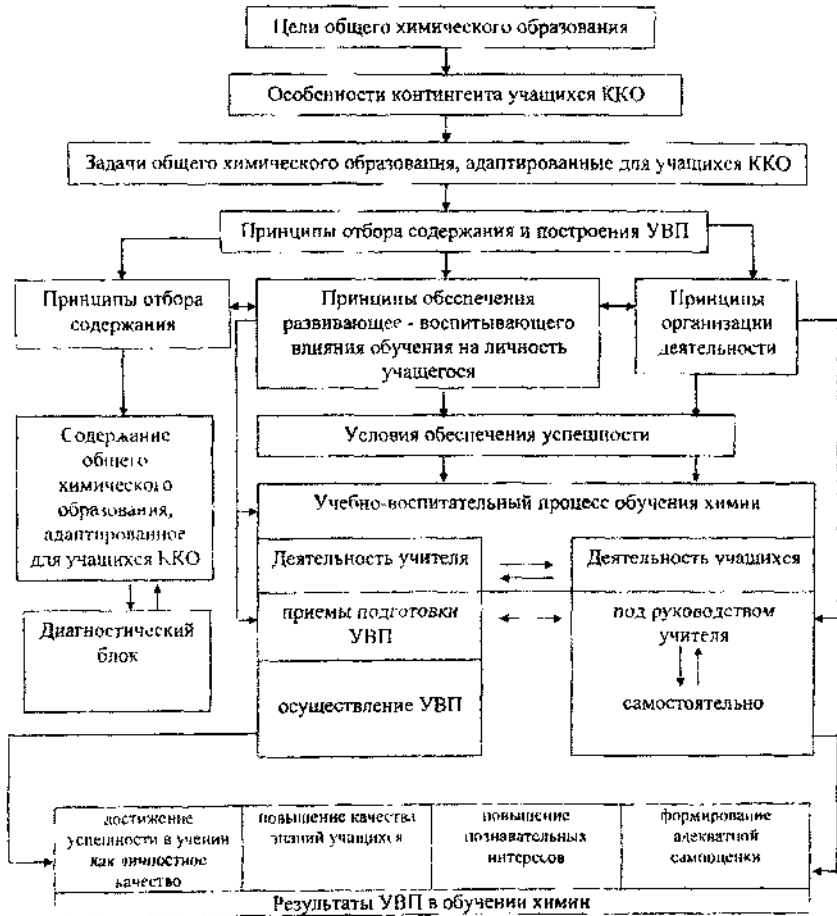 Цели общего химического образования
Особенности контингента учащихся ККО
Задачи общего химического образования, адаптированные для учащихся ККО
Принципы отбора содержания и построения УВП
Принципы отбора
содержания
Принципы обеспечения
развивающее - воспитывающего
влияния обучения на личность
учащегося
Принципы
организации
деятельности
Содержание
общего
химического
образования,
адаптированное
для учащихся ККО
Условия обеспечения успешности
Учебно-воспитательный процесс обучения химии
Деятельность учителя
Деятельность учащихся
приемы подготовки
УВП
под руководством
учителя
Диагностический
блок
осуществление УВП
самостоятельно
достижение
успешности в учении
как личностное
качество
повышение качества
знаний учащихся
повышение
познавательных
интересов
формирование
адекватной
самооценки
Результаты УВП в обучении химии